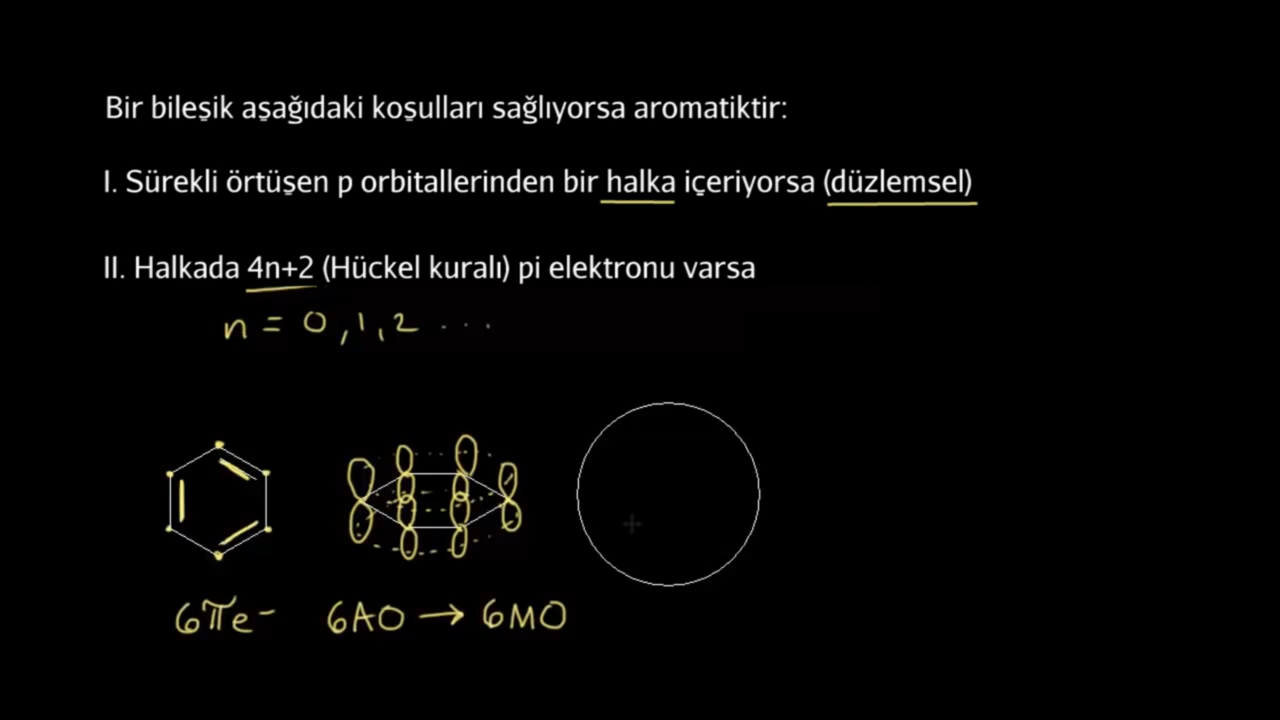 Bir bileşik aşağıdaki koşulları sağlıyorsa aromatiktir:
I. Sürekli örtüşen p orbitallerinden bir halka içeriyorsa (düzlemsel)
II. Halkada 4n+2 (Hückel kuralı) pi elektronu varsa
n = 0, 1, 2 ...
6πe⁻ 6AO → 6MO